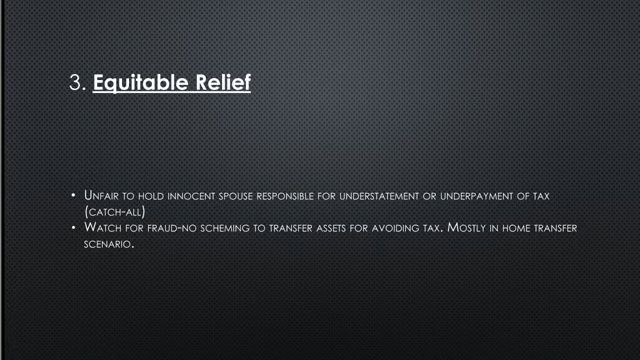 3. Equitable Relief
• Unfair to hold innocent spouse responsible for understatement or underpayment of tax
(catch-all)
• Watch for fraud-no scheming to transfer assets for avoiding tax. Mostly in home transfer
scenario.